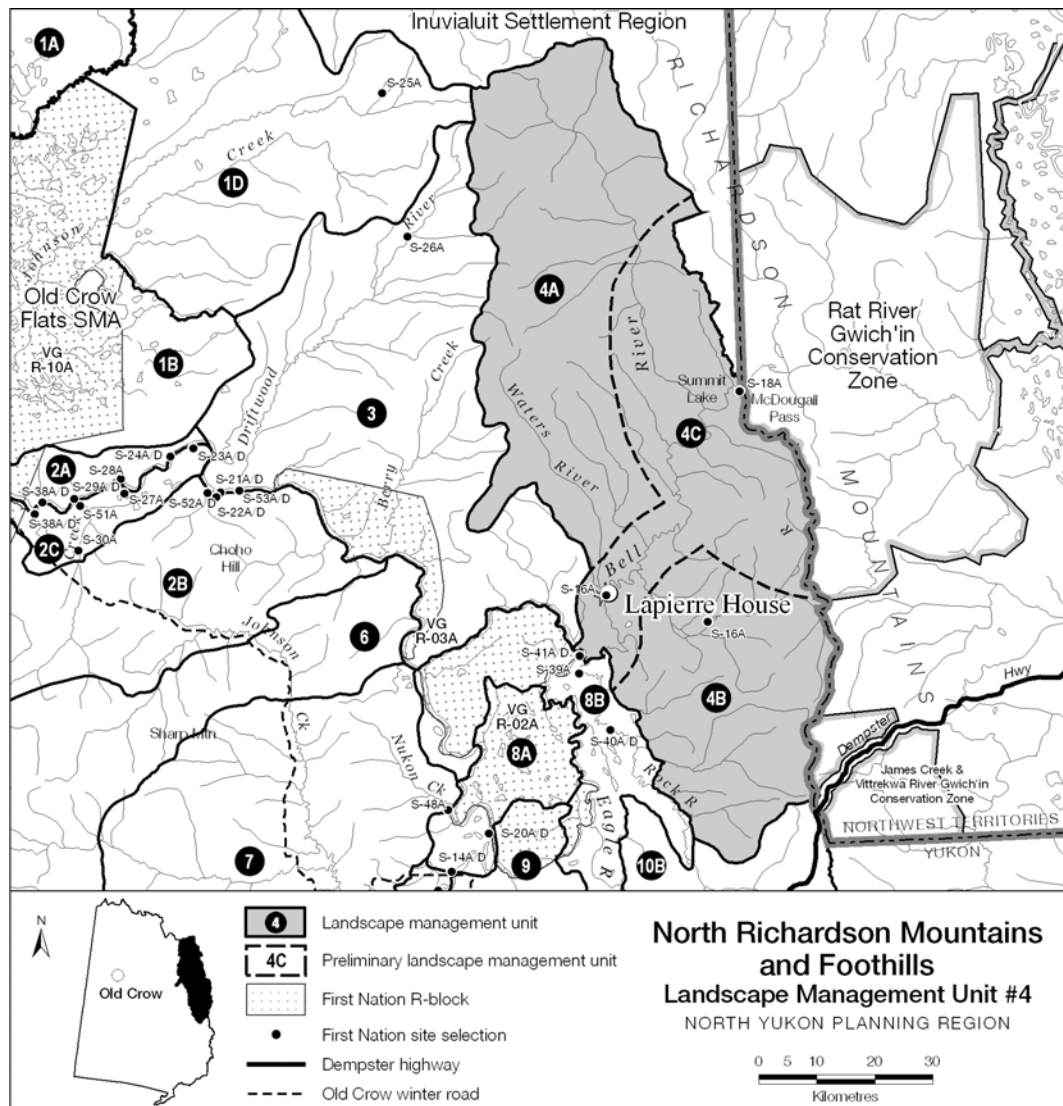 Inuvialuit Settlement Region
1A
S-25A
RICHARDSON
Creek
1D
River
S-26A
Johnson
4A
Old Crow
Flats SMA
VG
R-10A
Rat River
Gwich'in
Conservation
Zone
1B
Creek
River
Summit
Lake
S-18A
McDougall
Pass
Driftwood
3
Waters
River
4C
S-24A/D
S-23A/D
2A
S-28A
S-29A/D
S-21A/D
S-38A/D
S-27A
S-52A/D
S-53A/D
S-22A/D
S-51A
S-38A/D
Berry
MOUNTAINS
R
S-30A
2C
Creek
Choho
Hill
Bell
2B
S-16A
Lapierre House
S-16A
Johnson
6
VG
R-03A
S-41A/D
S-39A
8B
4B
VG
R-02A
Hwy
Sharp Mtn
8A
S-40A/D
Dempster
Ck
Nukon Ck
Rock R
James Creek &
Vittrekwa River Gwich'in
Conservation Zone
S-48A
Eagle R
NORTHWEST TERRITORIES
S-20A/D
YUKON
7
S-14A/D
9
10B
N
Old Crow
4 Landscape management unit
4C Preliminary landscape management unit
First Nation R-block
First Nation site selection
Dempster highway
Old Crow winter road
North Richardson Mountains
and Foothills
Landscape Management Unit #4
NORTH YUKON PLANNING REGION
0 5 10 20 30
Kilometres